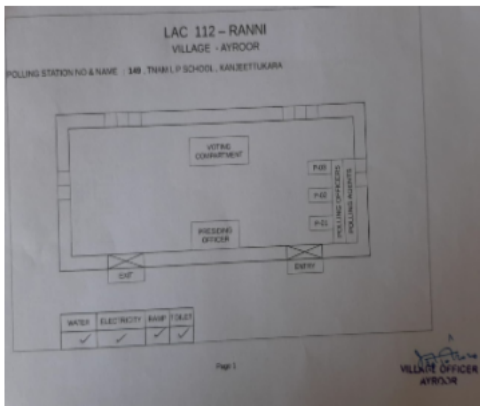 LAC 112 – RANNI
VILLAGE - AYROOR
POLLING STATION NO & NAME : 149 , TNAM L P SCHOOL , KANJEETTUKARA
VOTING
COMPARTMENT
P-03
P-02
P-01
POLLING OFFICERS
POLLING AGENTS
PRESIDING
OFFICER
EXIT
ENTRY
WATER ELECTRICITY RAMP TOILET
✓ ✓ ✓ ✓
Page 1
VILLAGE OFFICER
AYROOR